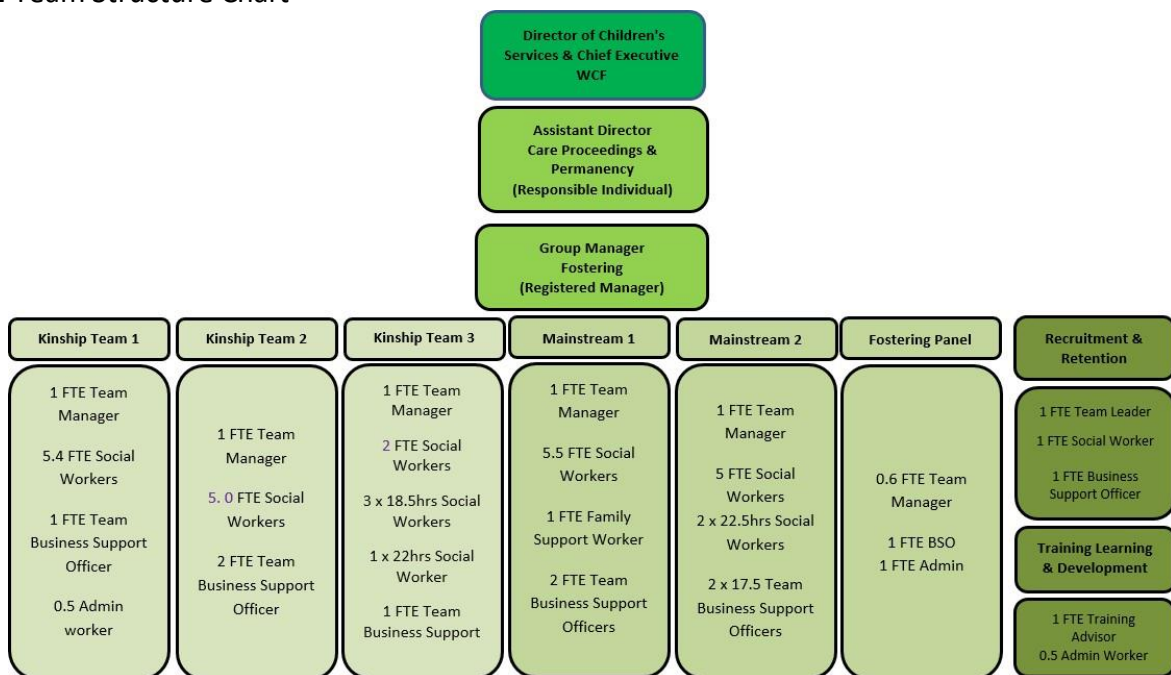 Team Structure Chart
Director of Children's
Services & Chief Executive
WCF
Assistant Director
Care Proceedings &
Permanency
(Responsible Individual)
Group Manager
Fostering
(Registered Manager)
Kinship Team 1
1 FTE Team
Manager
5.4 FTE Social
Workers
1 FTE Team
Business Support
Officer
0.5 Admin
worker
Kinship Team 2
1 FTE Team
Manager
5. 0 FTE Social
Workers
2 FTE Team
Business Support
Officer
Kinship Team 3
1 FTE Team
Manager
2 FTE Social
Workers
3 x 18.5hrs Social
Workers
1 x 22hrs Social
Worker
1 FTE Team
Business Support
Mainstream 1
1 FTE Team
Manager
5.5 FTE Social
Workers
1 FTE Family
Support Worker
2 FTE Team
Business Support
Officers
Mainstream 2
1 FTE Team
Manager
5 FTE Social
Workers
2 x 22.5hrs Social
Workers
2 x 17.5 Team
Business Support
Officers
Fostering Panel
0.6 FTE Team
Manager
1 FTE BSO
1 FTE Admin
Recruitment &
Retention
1 FTE Team Leader
1 FTE Social Worker
1 FTE Business
Support Officer
Training Learning
& Development
1 FTE Training
Advisor
0.5 Admin Worker